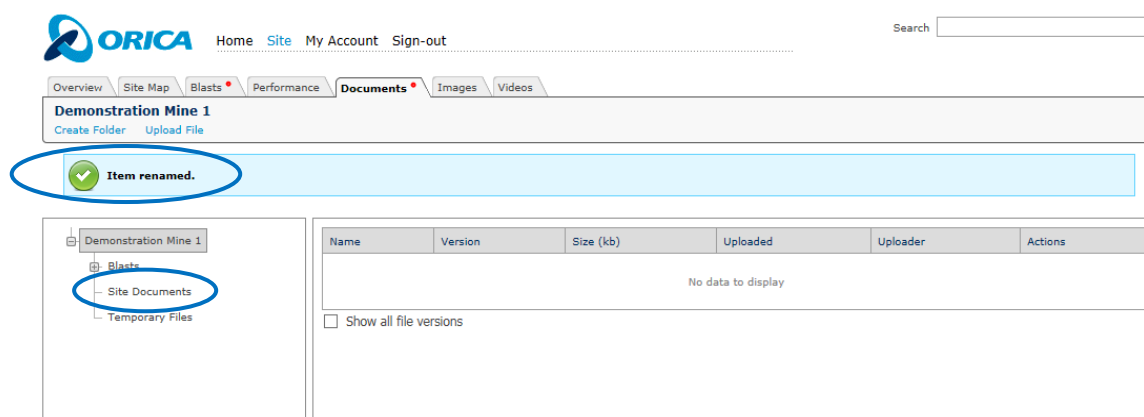 ORICA
Home Site My Account Sign-out
Search
Overview Site Map Blasts Performance Documents Images Videos
Demonstration Mine 1
Create Folder Upload File
Item renamed.
Demonstration Mine 1
Blasts
Site Documents
Temporary Files
Name Version Size (kb) Uploaded Uploader Actions
No data to display
Show all file versions